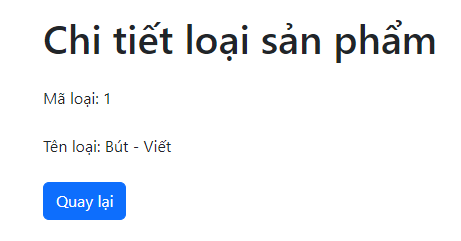 Chi tiết loại sản phẩm
Mã loại: 1
Tên loại: Bút - Viết
Quay lại